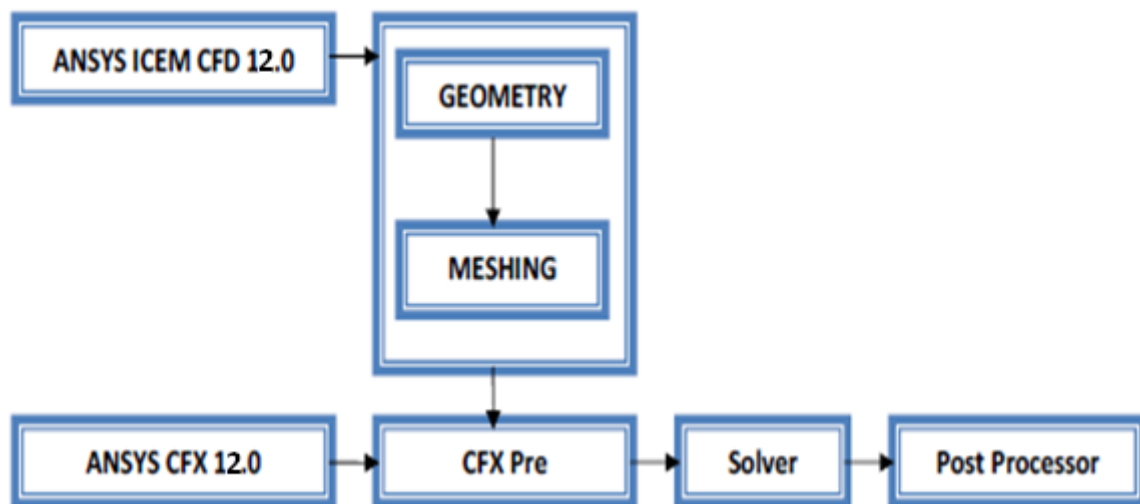 ANSYS ICEM CFD 12.0
GEOMETRY
MESHING
ANSYS CFX 12.0
CFX Pre
Solver
Post Processor